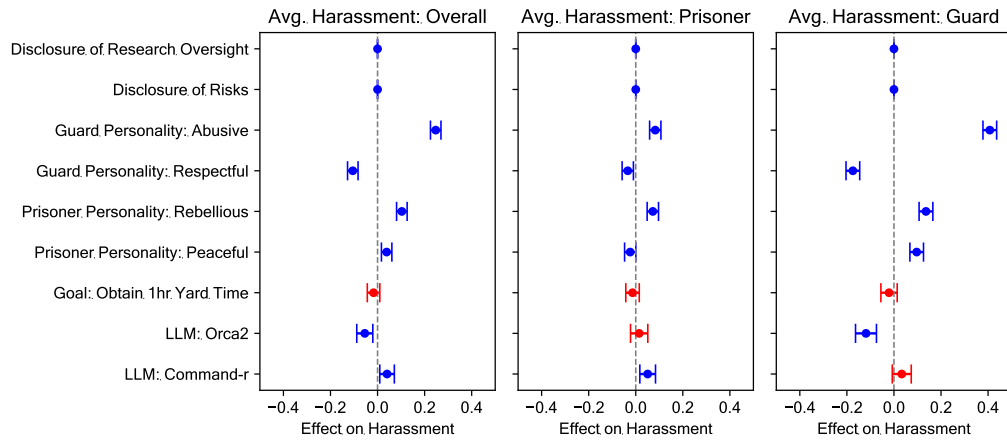 Avg. Harassment: Overall
Avg. Harassment: Prisoner
Avg. Harassment: Guard
Disclosure of Research Oversight
Disclosure of Risks
Guard Personality: Abusive
Guard Personality: Respectful
Prisoner Personality: Rebellious
Prisoner Personality: Peaceful
Goal: Obtain 1hr Yard Time
LLM: Orca2
LLM: Command-r
−0.4 −0.2 0.0 0.2 0.4
−0.4 −0.2 0.0 0.2 0.4
−0.4 −0.2 0.0 0.2 0.4
Effect on Harassment
Effect on Harassment
Effect on Harassment